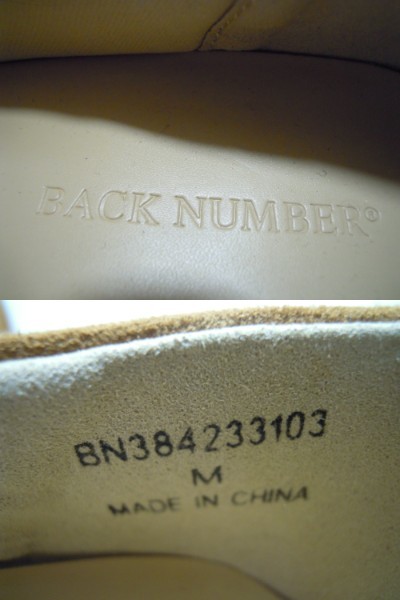 BACK NUMBER®
BN384233103
M
MADE IN CHINA